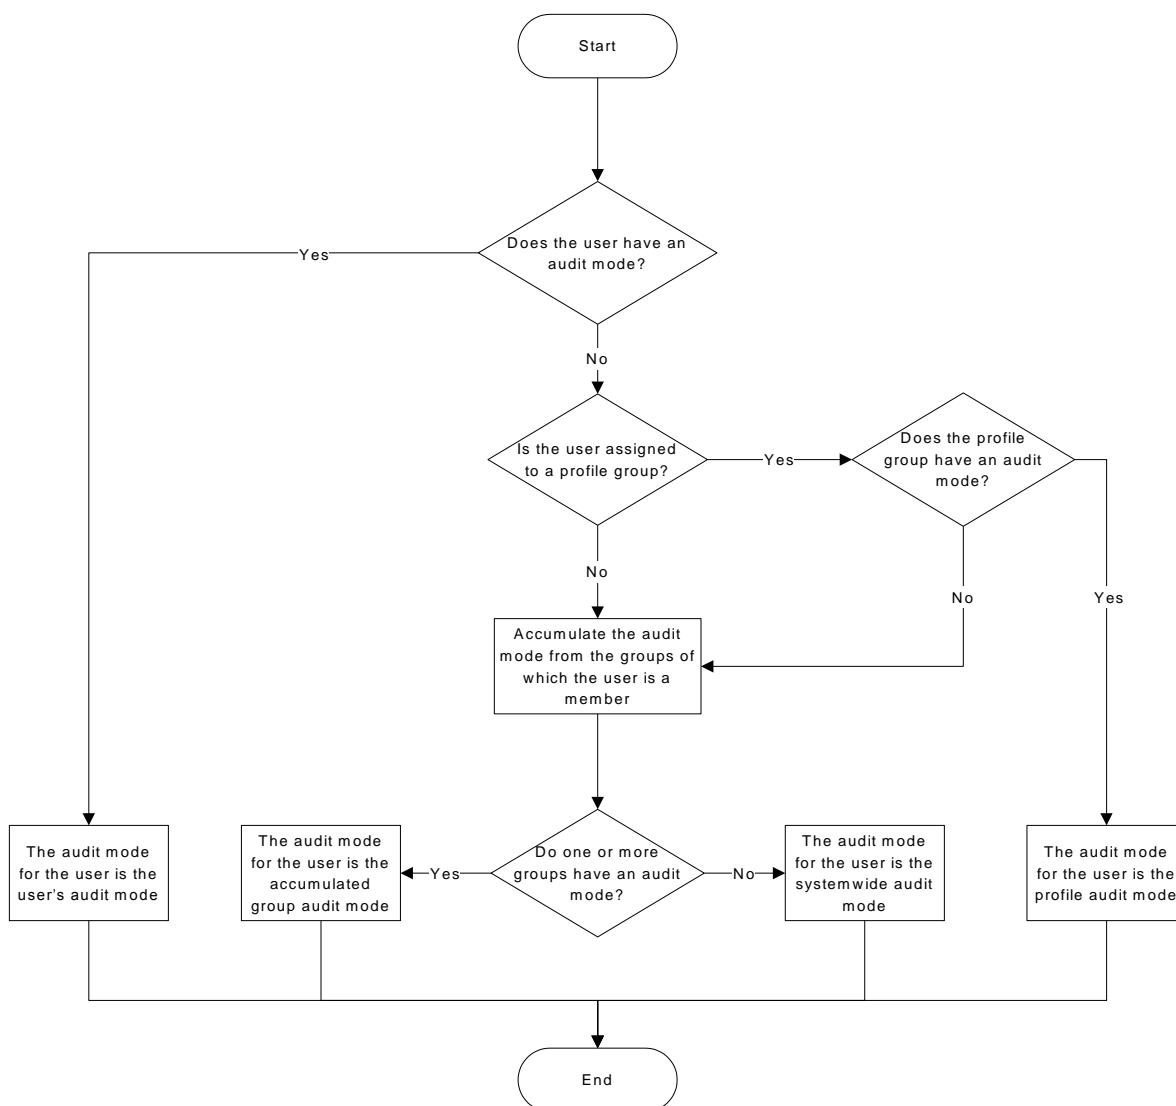 Start
Does the user have an
audit mode?
Yes
No
Is the user assigned
to a profile group?
Yes
Does the profile
group have an audit
mode?
No
No
Yes
Accumulate the audit
mode from the groups of
which the user is a
member
The audit mode
for the user is the
user's audit mode
The audit mode
for the user is the
accumulated
group audit mode
Yes
Do one or more
groups have an audit
mode?
No
The audit mode
for the user is the
systemwide audit
mode
The audit mode
for the user is the
profile audit mode
End